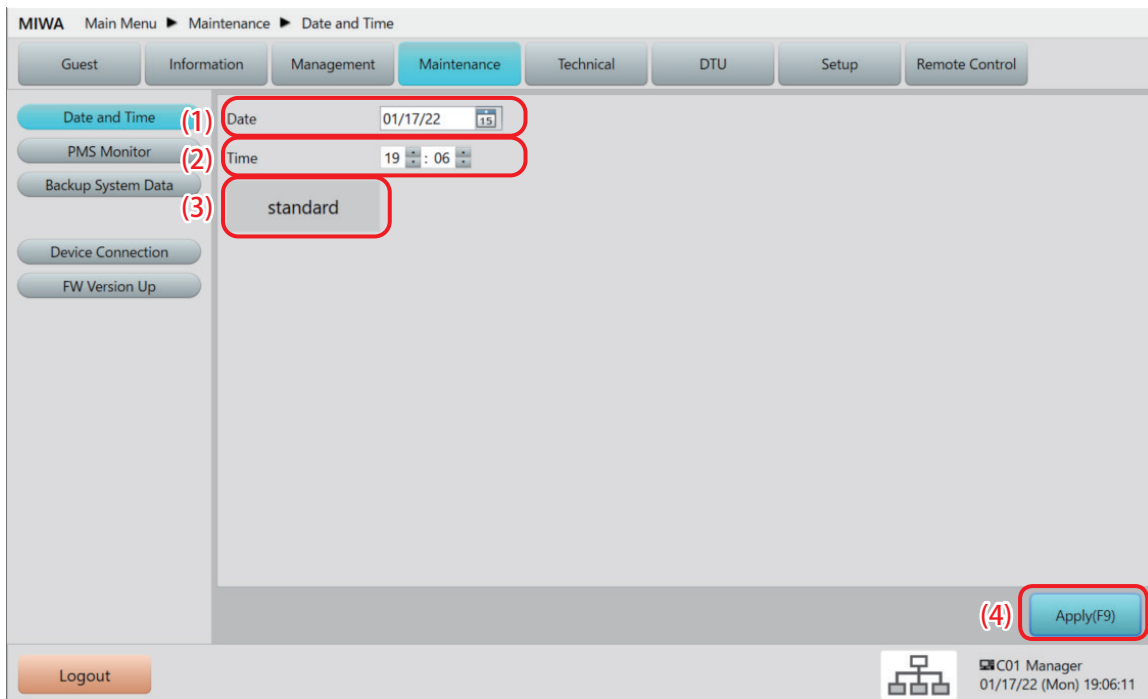 MIWA Main Menu ▶ Maintenance ▶ Date and Time
Guest Information Management Maintenance Technical DTU Setup Remote Control
Date and Time
PMS Monitor
Backup System Data
Device Connection
FW Version Up
(1) Date 01/17/22 15
(2) Time 19 : 06
(3) standard
(4) Apply(F9)
Logout
C01 Manager
01/17/22 (Mon) 19:06:11